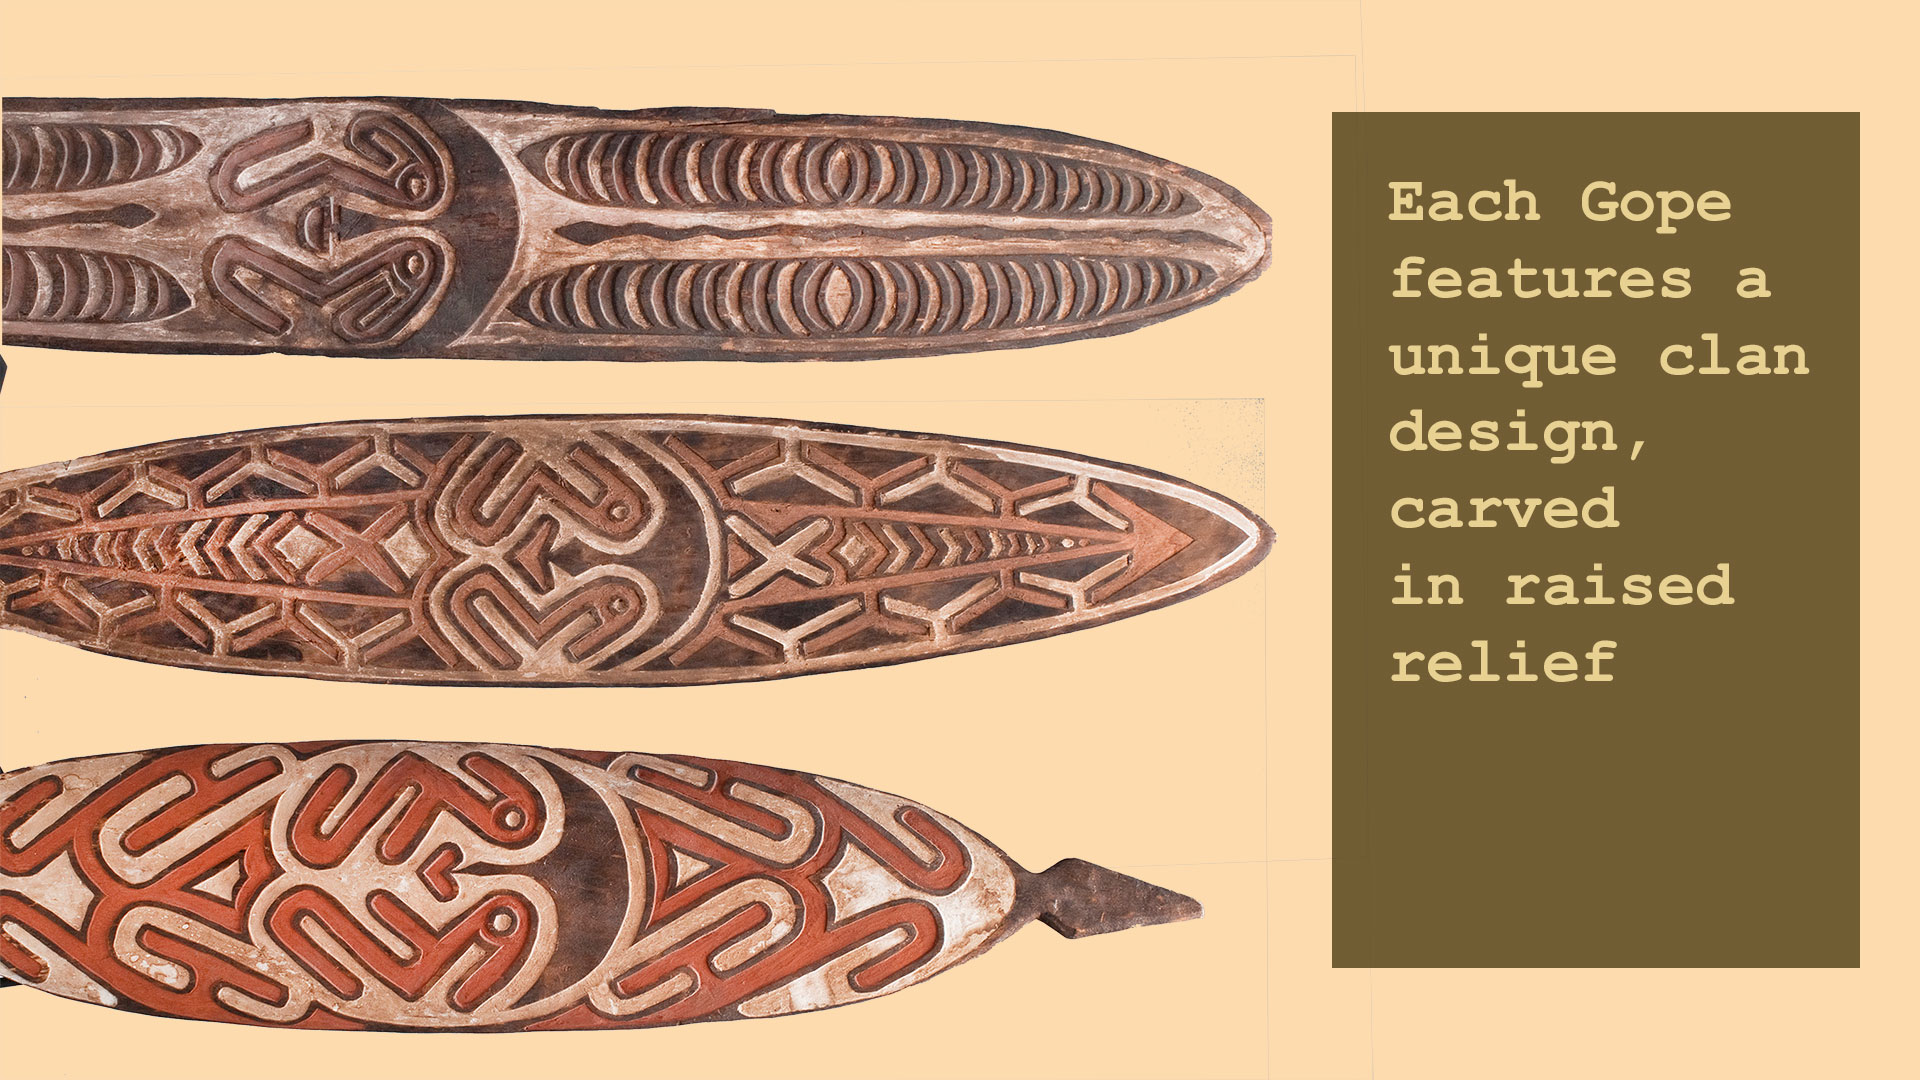 Each Gope
features a
unique clan
design,
carved
in raised
relief